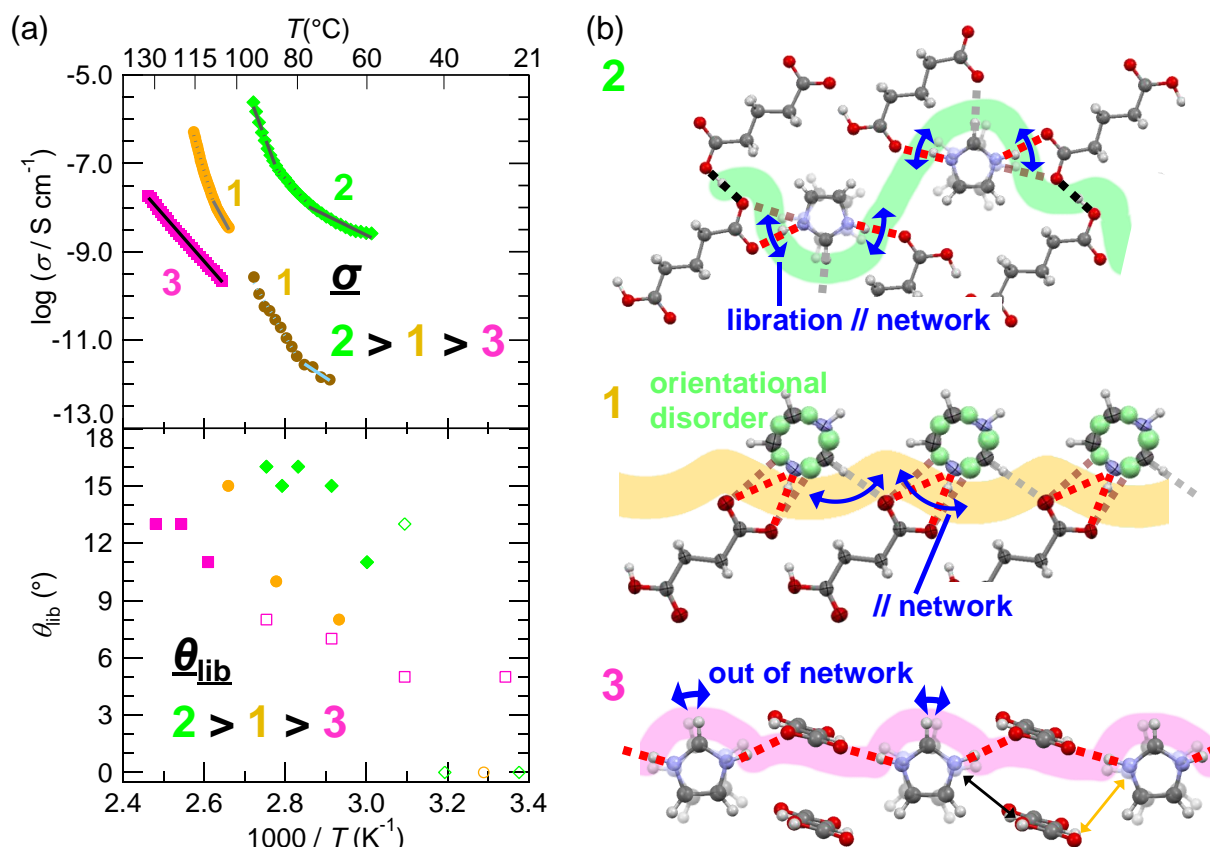 (a)
T(°C)
130 115 100 80 60 40 21
-5.0
-7.0
-9.0
-11.0
-13.0
log (σ / S cm⁻¹)
1
2
3
1
σ
2 > 1 > 3
18
15
12
9
6
3
0
θlib (°)
θlib
2 > 1 > 3
2.4 2.6 2.8 3.0 3.2 3.4
1000 / T (K⁻¹)
(b)
2
libration // network
1
orientational
disorder
// network
3
out of network